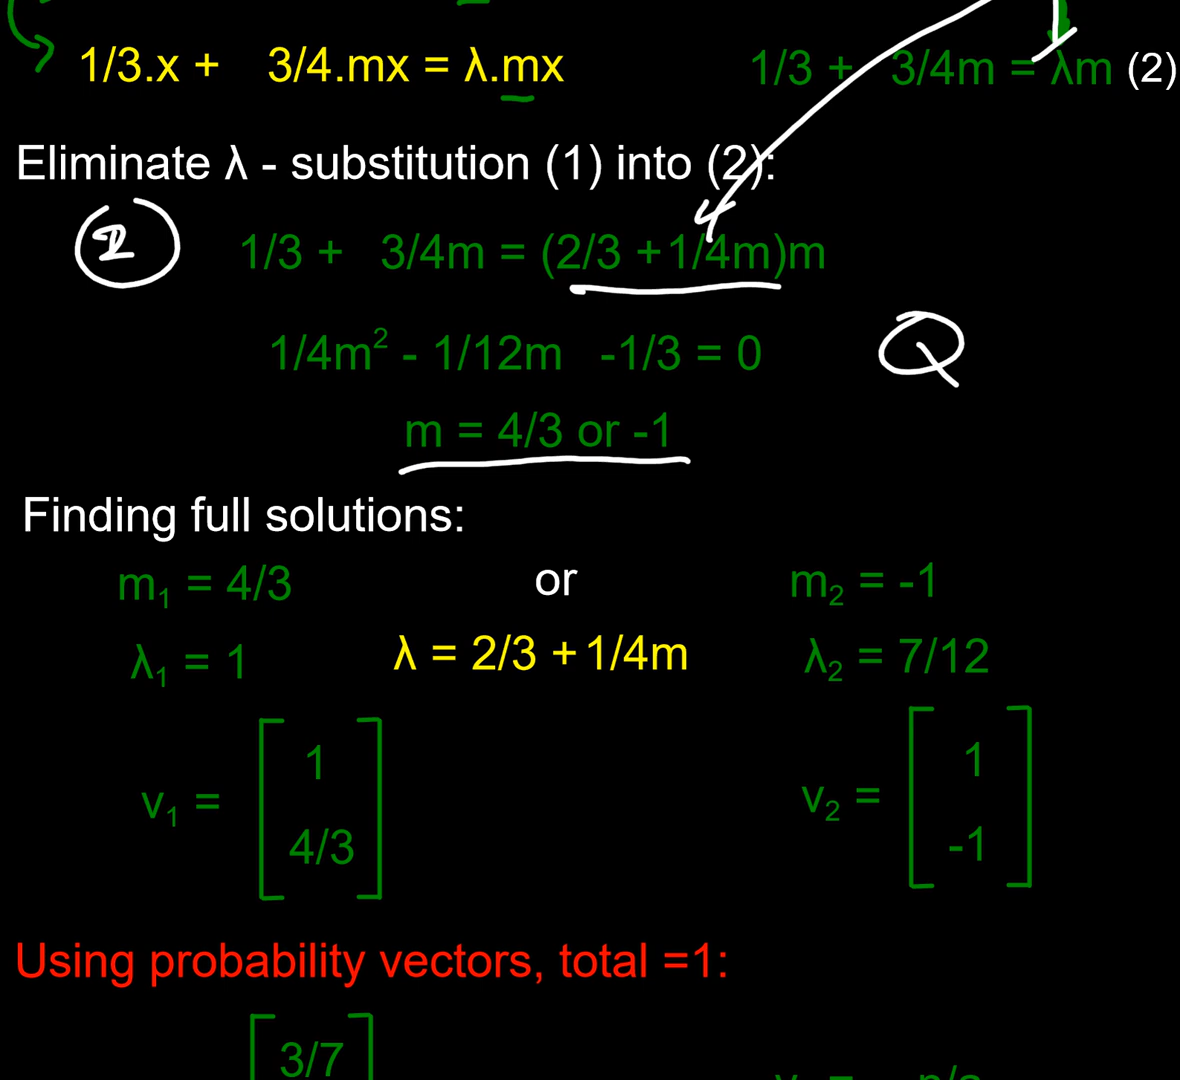 1/3.x + 3/4.mx = λ.mx
1/3 + 3/4m = λm (2)
Eliminate λ - substitution (1) into (2):
2
1/3 + 3/4m = (2/3 + 1/4m)m
1/4m² - 1/12m -1/3 = 0
Q
m = 4/3 or -1
Finding full solutions:
m₁ = 4/3 or m₂ = -1
λ₁ = 1 λ = 2/3 + 1/4m λ₂ = 7/12
v₁ = [1 4/3]
v₂ = [1 -1]
Using probability vectors, total =1:
3/7